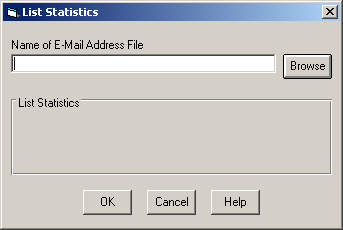 List Statistics
Name of E-Mail Address File
Browse
List Statistics
OK Cancel Help